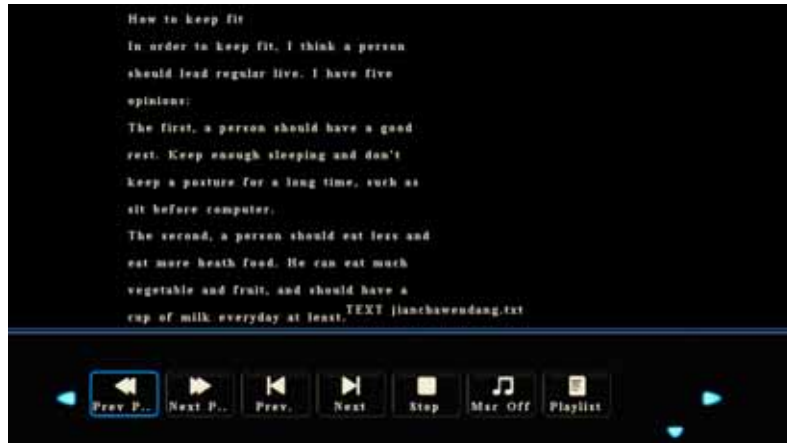 How to keep fit
In order to keep fit, I think a person
should lead regular live. I have five
opinions:
The first, a person should have a good
rest. Keep enough sleeping and don't
keep a posture for a long time, such as
sit before computer.
The second, a person should eat less and
eat more heath food. He can eat much
vegetable and fruit, and should have a
cup of milk everyday at least.
TEXT jianchawendang.txt
Prev P.. Next P.. Prev. Next Stop Mur Off Playlist